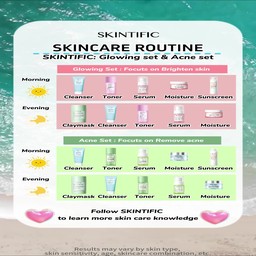 SKINTIFIC
SKINCARE ROUTINE
SKINTIFIC: Glowing set & Acne set
Glowing Set : Focuts on Brighten skin
Morning
Cleanser Toner Serum Moisture Sunscreen
Evening
Claymask Cleanser Toner Serum Moisture
Acne Set : Focuts on Remove acne
Morning
Cleanser Toner Serum Moisture Sunscreen
Evening
Claymask Cleanser Toner Serum Moisture
Follow SKINTIFIC
to learn more skin care knowledge
Results may vary by skin type,
skin sensitivity, age, skincare combination, etc.